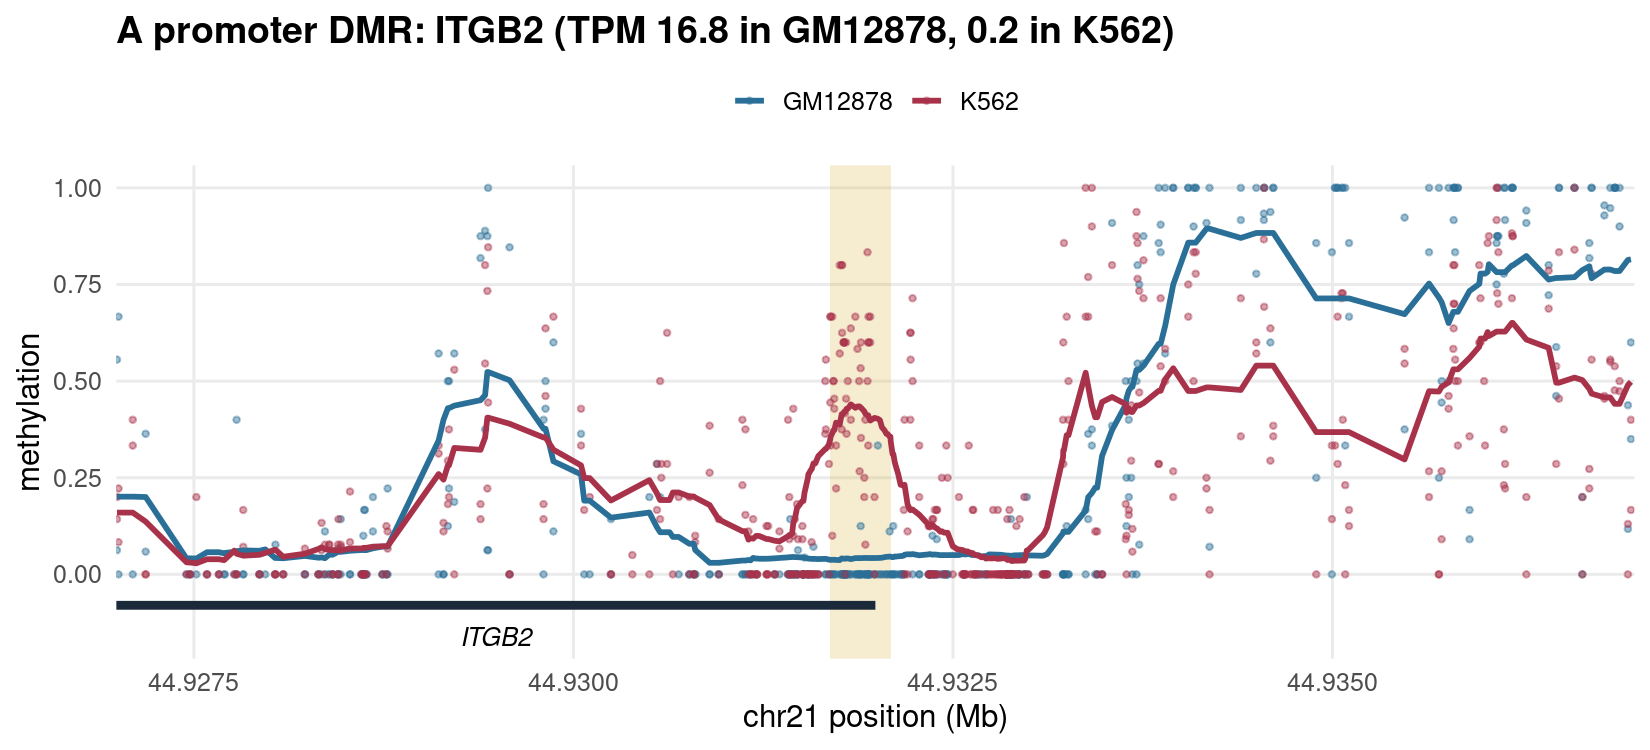 A promoter DMR: ITGB2 (TPM 16.8 in GM12878, 0.2 in K562)
GM12878 K562
methylation
1.00
0.75
0.50
0.25
0.00
ITGB2
44.9275 44.9300 44.9325 44.9350
chr21 position (Mb)